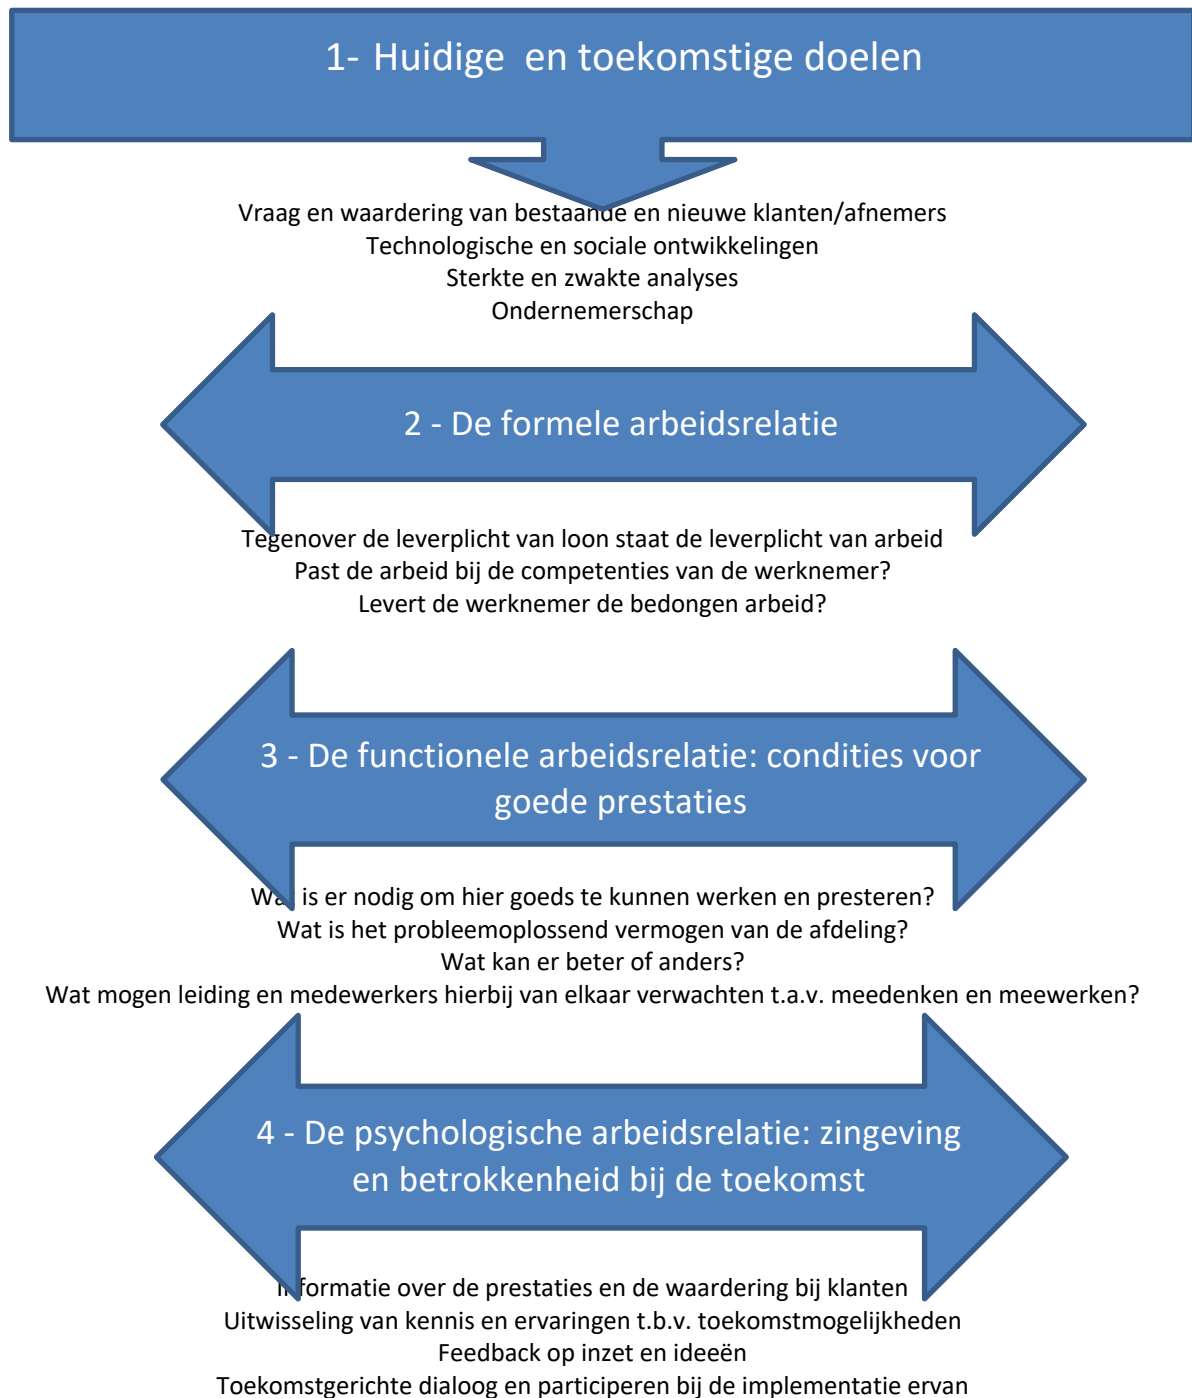 1- Huidige en toekomstige doelen
Vraag en waardering van bestaande en nieuwe klanten/afnemers
Technologische en sociale ontwikkelingen
Sterkte en zwakte analyses
Ondernemerschap
2 - De formele arbeidsrelatie
Tegenover de leverplicht van loon staat de leverplicht van arbeid
Past de arbeid bij de competenties van de werknemer?
Levert de werknemer de bedongen arbeid?
3 - De functionele arbeidsrelatie: condities voor
goede prestaties
Wat is er nodig om hier goeds te kunnen werken en presteren?
Wat is het probleemoplossend vermogen van de afdeling?
Wat kan er beter of anders?
Wat mogen leiding en medewerkers hierbij van elkaar verwachten t.a.v. meedenken en meewerken?
4 - De psychologische arbeidsrelatie: zingeving
en betrokkenheid bij de toekomst
Informatie over de prestaties en de waardering bij klanten
Uitwisseling van kennis en ervaringen t.b.v. toekomstmogelijkheden
Feedback op inzet en ideeën
Toekomstgerichte dialoog en participeren bij de implementatie ervan